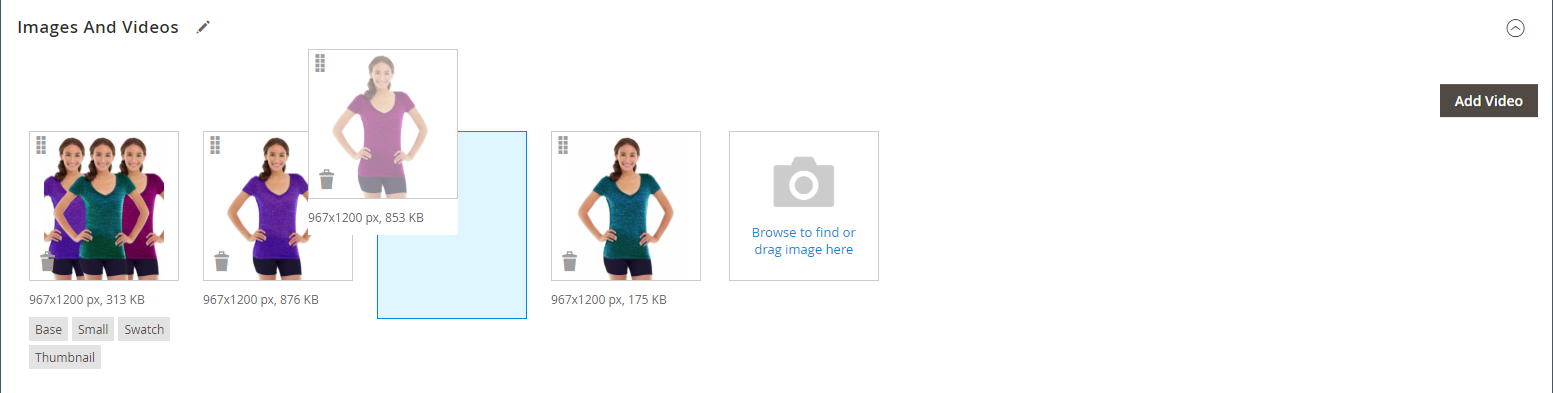 Images And Videos
Add Video
967x1200 px, 853 KB
Browse to find or
drag image here
967x1200 px, 313 KB
967x1200 px, 876 KB
967x1200 px, 175 KB
Base Small Swatch
Thumbnail